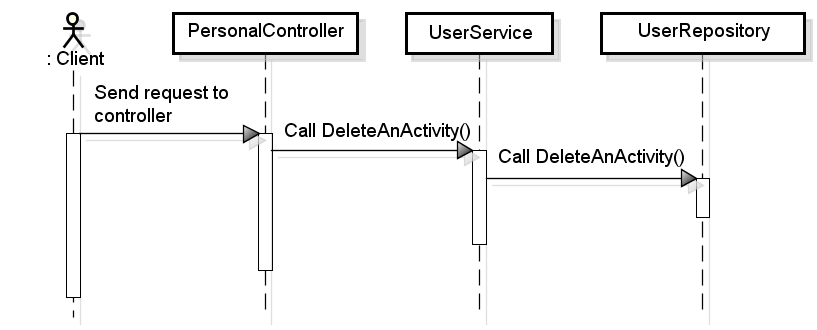 PersonalController
UserService
UserRepository
: Client
Send request to
controller
Call DeleteAnActivity()
Call DeleteAnActivity()